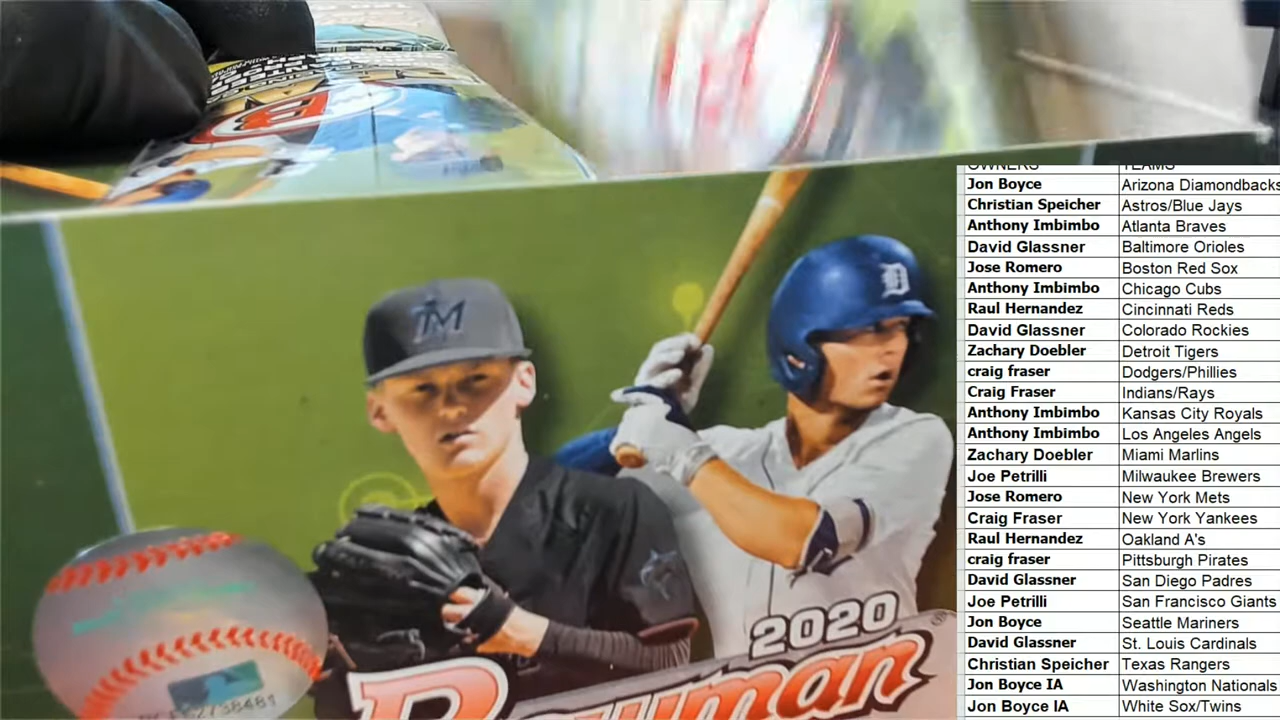 OWNERS TEAMS
Jon Boyce Arizona Diamondbacks
Christian Speicher Astros/Blue Jays
Anthony Imbimbo Atlanta Braves
David Glassner Baltimore Orioles
Jose Romero Boston Red Sox
Anthony Imbimbo Chicago Cubs
Raul Hernandez Cincinnati Reds
David Glassner Colorado Rockies
Zachary Doebler Detroit Tigers
craig fraser Dodgers/Phillies
Craig Fraser Indians/Rays
Anthony Imbimbo Kansas City Royals
Anthony Imbimbo Los Angeles Angels
Zachary Doebler Miami Marlins
Joe Petrilli Milwaukee Brewers
Jose Romero New York Mets
Craig Fraser New York Yankees
Raul Hernandez Oakland A's
craig fraser Pittsburgh Pirates
David Glassner San Diego Padres
Joe Petrilli San Francisco Giants
Jon Boyce Seattle Mariners
David Glassner St. Louis Cardinals
Christian Speicher Texas Rangers
Jon Boyce IA Washington Nationals
Jon Boyce IA White Sox/Twins
M
D
2020
Bowman